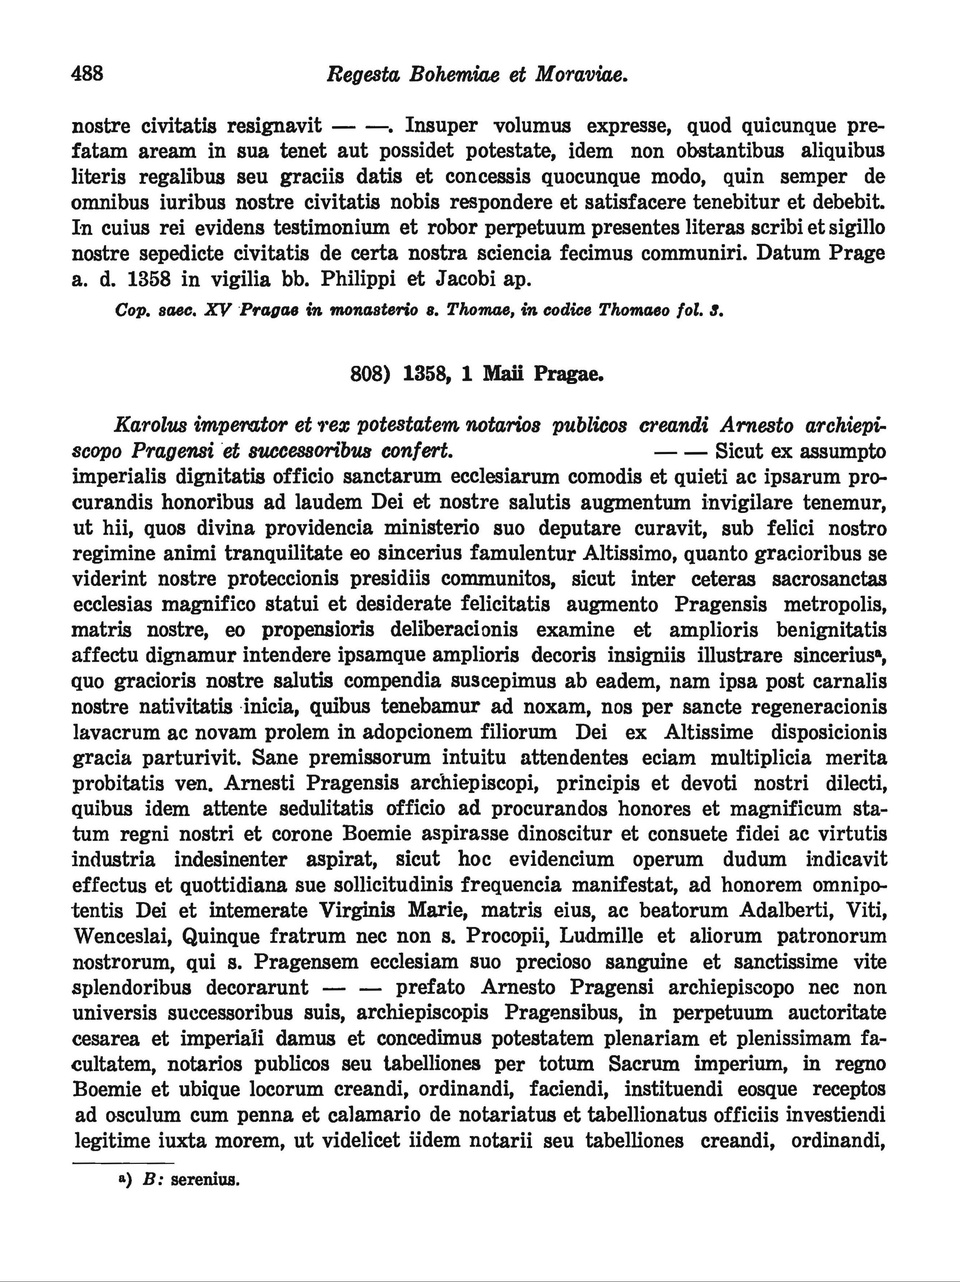 488 Regesta Bohemiae et Moraviae.
nostre civitatis resignavit — —. Insuper volumus expresse, quod quicunque pre-
fatam aream in sua tenet aut possidet potestate, idem non obstantibus aliquibus
literis regalibus seu graciis datis et concessis quocunque modo, quin semper de
omnibus iuribus nostre civitatis nobis respondere et satisfacere tenebitur et debebit.
In cuius rei evidens testimonium et robor perpetuum presentes literas scribi et sigillo
nostre sepedicte civitatis de certa nostra sciencia fecimus communiri. Datum Prage
a. d. 1358 in vigilia bb. Philippi et Jacobi ap.
Cop. saec. XV Pragae in monasterio s. Thomae, in codice Thomaeo fol. 3.
808) 1358, 1 Maii Pragae.
Karolus imperator et rex potestatem notarios publicos creandi Arnesto archiepi-
scopo Pragensi et successoribus confert. — — Sicut ex assumpto
imperialis dignitatis officio sanctarum ecclesiarum comodis et quieti ac ipsarum pro-
curandis honoribus ad laudem Dei et nostre salutis augmentum invigilare tenemur,
ut hii, quos divina providencia ministerio suo deputare curavit, sub felici nostro
regimine animi tranquilitate eo sincerius famulentur Altissimo, quanto gracioribus se
viderint nostre proteccionis presidiis communitos, sicut inter ceteras sacrosanctas
ecclesias magnifico statui et desiderate felicitatis augmento Pragensis metropolis,
matris nostre, eo propensioris deliberacionis examine et amplioris benignitatis
affectu dignamur intendere ipsamque amplioris decoris insigniis illustrare sinceriusᵃ,
quo gracioris nostre salutis compendia suscepimus ab eadem, nam ipsa post carnalis
nostre nativitatis inicia, quibus tenebamur ad noxam, nos per sancte regeneracionis
lavacrum ac novam prolem in adopcionem filiorum Dei ex Altissime disposicionis
gracia parturivit. Sane premissorum intuitu attendentes eciam multiplicia merita
probitatis ven. Arnesti Pragensis archiepiscopi, principis et devoti nostri dilecti,
quibus idem attente sedulitatis officio ad procurandos honores et magnificum sta-
tum regni nostri et corone Boemie aspirasse dinoscitur et consuete fidei ac virtutis
industria indesinenter aspirat, sicut hoc evidencium operum dudum indicavit
effectus et quottidiana sue sollicitudinis frequencia manifestat, ad honorem omnipo-
tentis Dei et intemerate Virginis Marie, matris eius, ac beatorum Adalberti, Viti,
Wenceslai, Quinque fratrum nec non s. Procopii, Ludmille et aliorum patronorum
nostrorum, qui s. Pragensem ecclesiam suo precioso sanguine et sanctissime vite
splendoribus decorarunt — — prefato Arnesto Pragensi archiepiscopo nec non
universis successoribus suis, archiepiscopis Pragensibus, in perpetuum auctoritate
cesarea et imperiali damus et concedimus potestatem plenariam et plenissimam fa-
cultatem, notarios publicos seu tabelliones per totum Sacrum imperium, in regno
Boemie et ubique locorum creandi, ordinandi, faciendi, instituendi eosque receptos
ad osculum cum penna et calamario de notariatus et tabellionatus officiis investiendi
legitime iuxta morem, ut videlicet iidem notarii seu tabelliones creandi, ordinandi,
ᵃ) B: serenius.